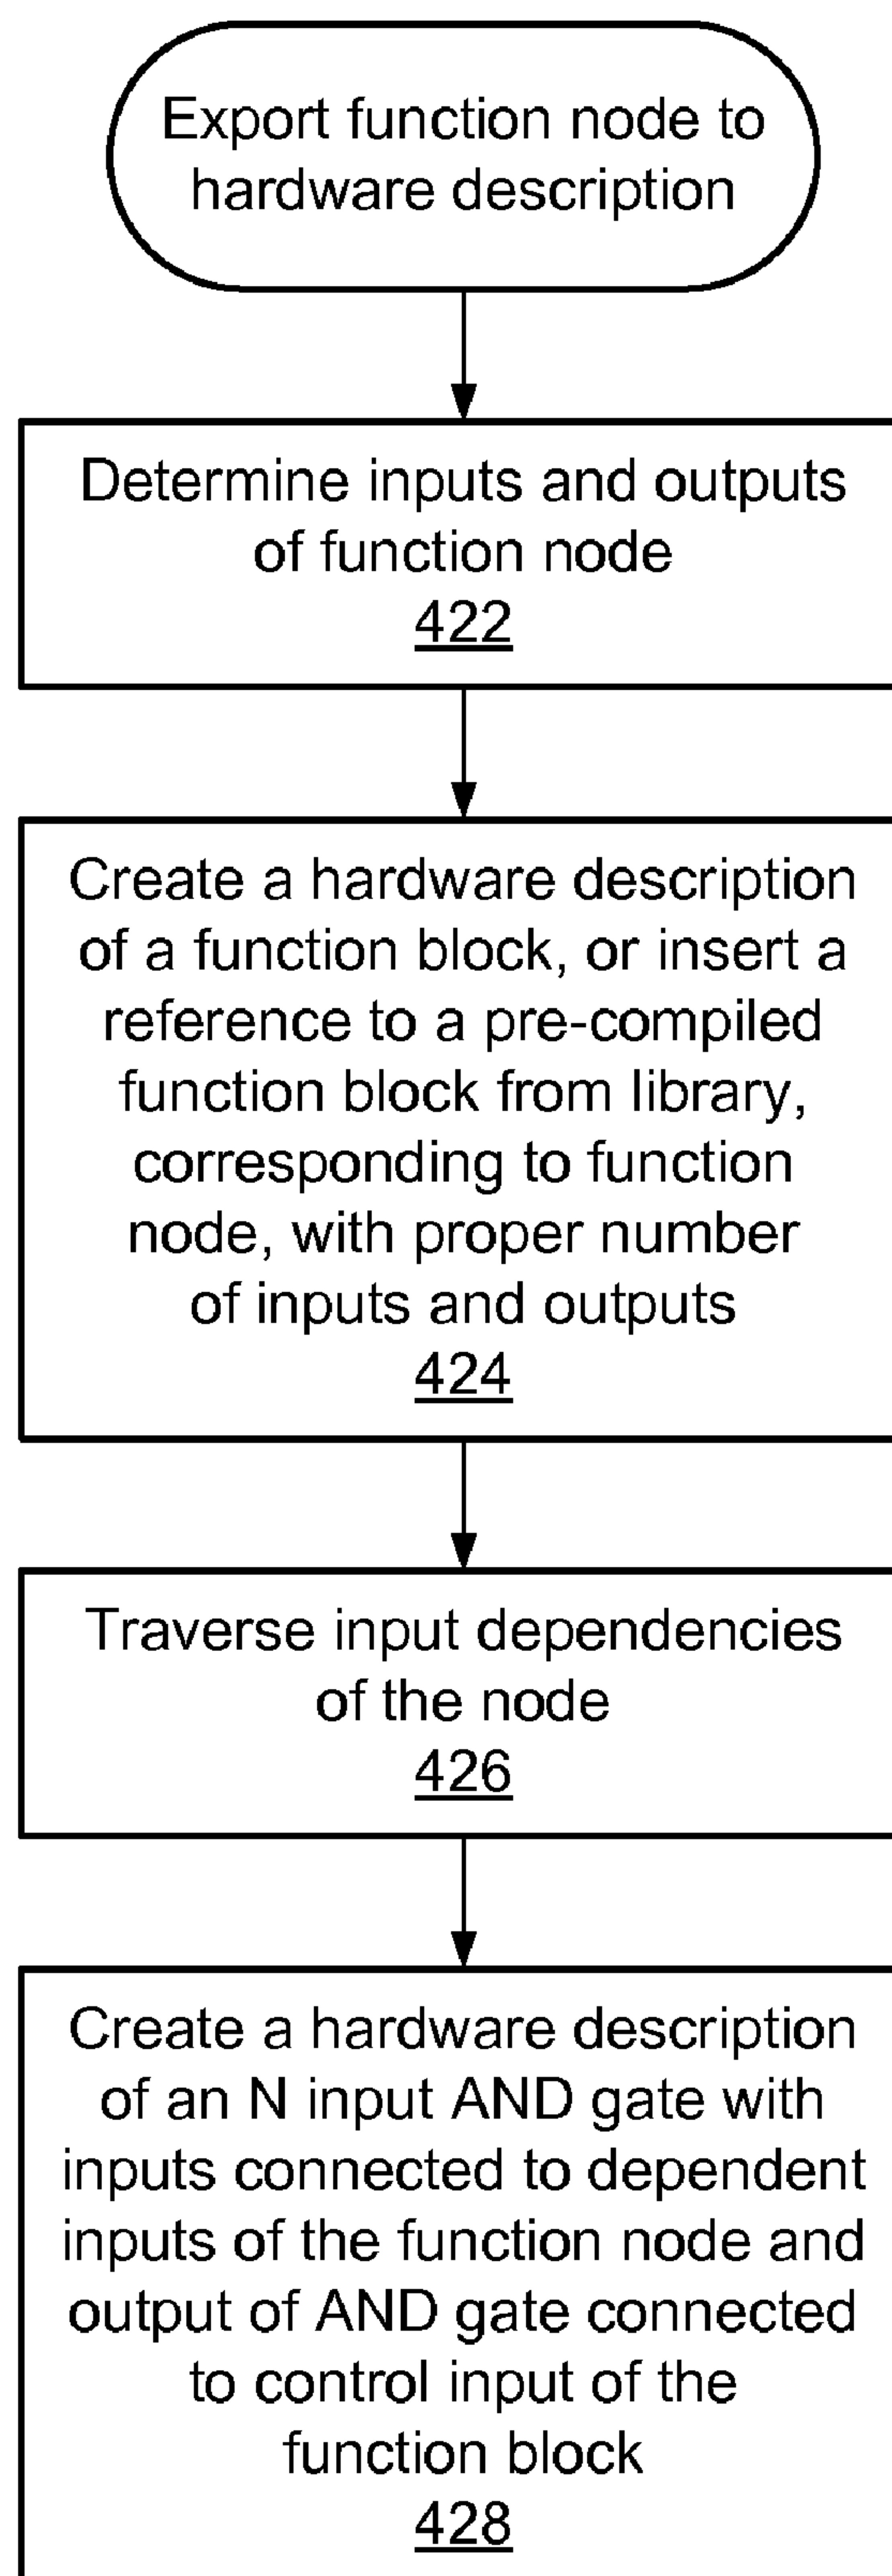 Export function node to
hardware description
Determine inputs and outputs
of function node
422
Create a hardware description
of a function block, or insert a
reference to a pre-compiled
function block from library,
corresponding to function
node, with proper number
of inputs and outputs
424
Traverse input dependencies
of the node
426
Create a hardware description
of an N input AND gate with
inputs connected to dependent
inputs of the function node and
output of AND gate connected
to control input of the
function block
428